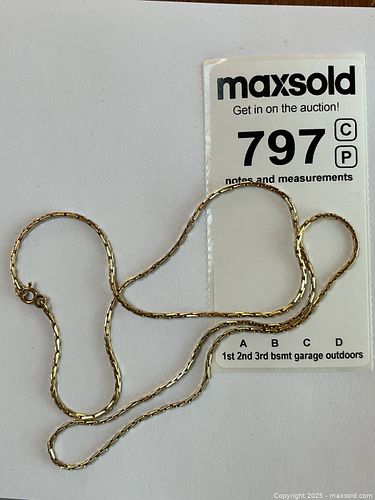 maxsold
Get in on the auction!
797
C
P
notes and measurements
A B C D
1st 2nd 3rd bsmt garage outdoors
Copyright 2025 - maxsold.com